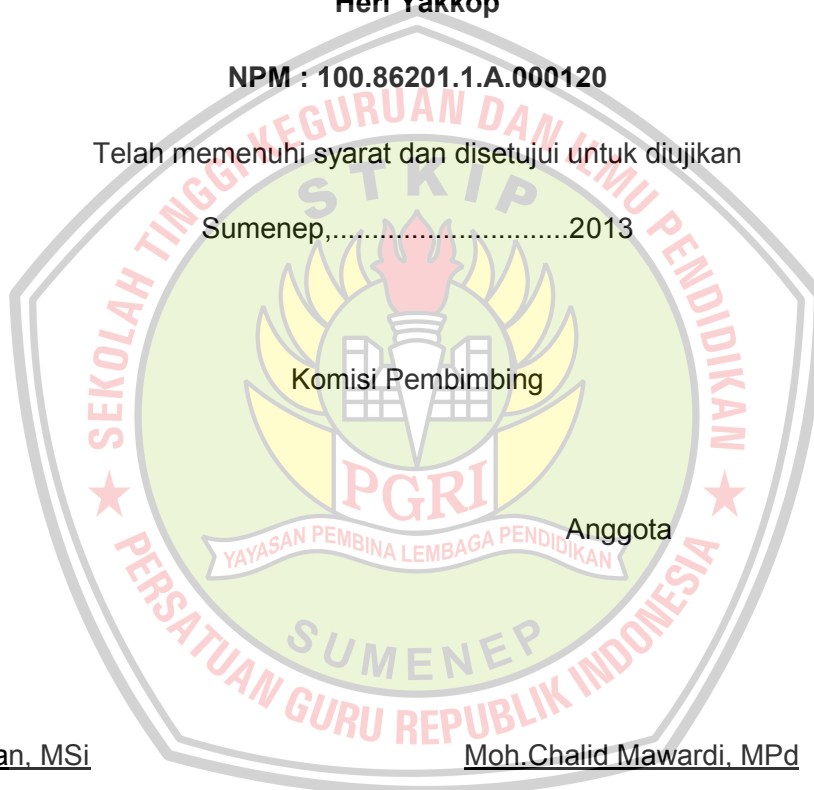 Heri Yakkop
NPM : 100.86201.1.A.000120
SEKOLAH TINGGI KEGURUAN DAN ILMU PENDIDIKAN
Telah memenuhi syarat dan disetujui untuk diujikan
STKIP
Sumenep,..............................2013
Komisi Pembimbing
PGRI
Anggota
YAYASAN PEMBINA LEMBAGA PENDIDIKAN
SUMENEP
PERSATUAN GURU REPUBLIK INDONESIA
an, MSi Moh.Chalid Mawardi, MPd